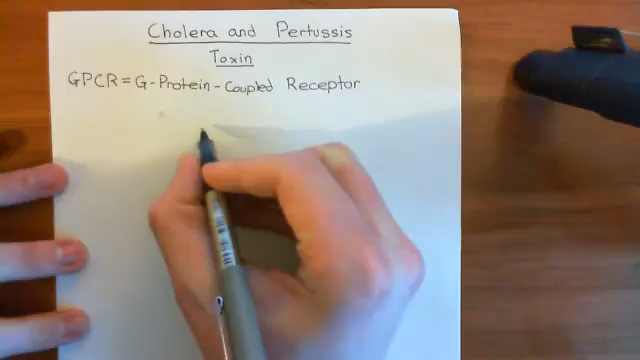 Cholera and Pertussis
Toxin
GPCR = G-Protein-Coupled Receptor